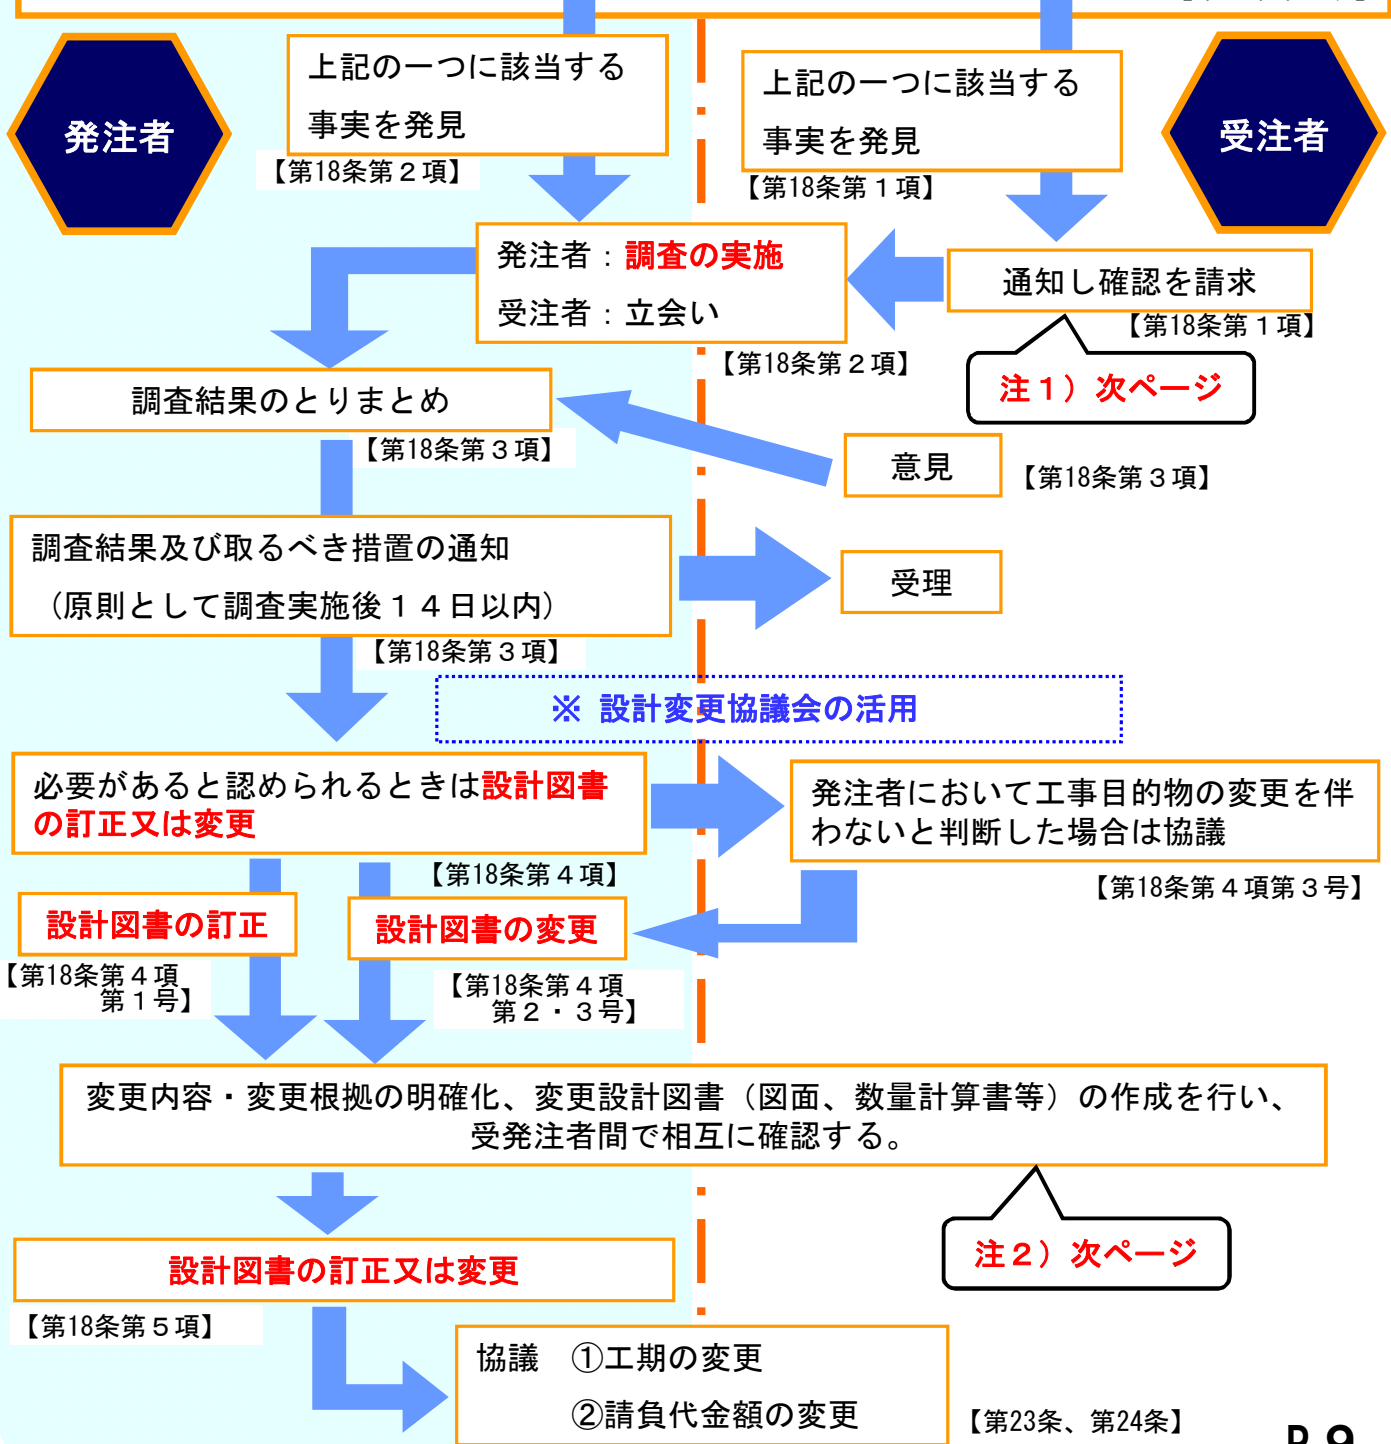 発注者
上記の一つに該当する
事実を発見
【第18条第２項】
上記の一つに該当する
事実を発見
【第18条第１項】
受注者
発注者：調査の実施
受注者：立会い
【第18条第２項】
通知し確認を請求
【第18条第１項】
注１）次ページ
調査結果のとりまとめ
【第18条第３項】
意見
【第18条第３項】
調査結果及び取るべき措置の通知
（原則として調査実施後１４日以内）
【第18条第３項】
受理
※ 設計変更協議会の活用
必要があると認められるときは設計図書
の訂正又は変更
【第18条第４項】
発注者において工事目的物の変更を伴
わないと判断した場合は協議
【第18条第４項第３号】
設計図書の訂正
【第18条第４項
第１号】
設計図書の変更
【第18条第４項
第２・３号】
変更内容・変更根拠の明確化、変更設計図書（図面、数量計算書等）の作成を行い、
受発注者間で相互に確認する。
注２）次ページ
設計図書の訂正又は変更
【第18条第５項】
協議　①工期の変更
②請負代金額の変更
【第23条、第24条】
P.9